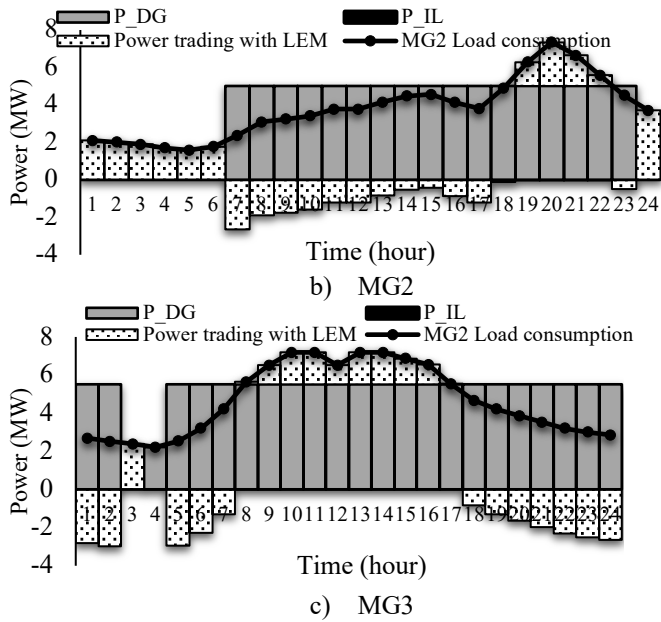 P_DG P_IL
Power trading with LEM MG2 Load consumption
Power (MW)
8
6
4
2
0
-2
-4
1 2 3 4 5 6 7 8 9 10 11 12 13 14 15 16 17 18 19 20 21 22 23 24
Time (hour)
b) MG2
P_DG P_IL
Power trading with LEM MG2 Load consumption
Power (MW)
8
6
4
2
0
-2
-4
1 2 3 4 5 6 7 8 9 10 11 12 13 14 15 16 17 18 19 20 21 22 23 24
Time (hour)
c) MG3